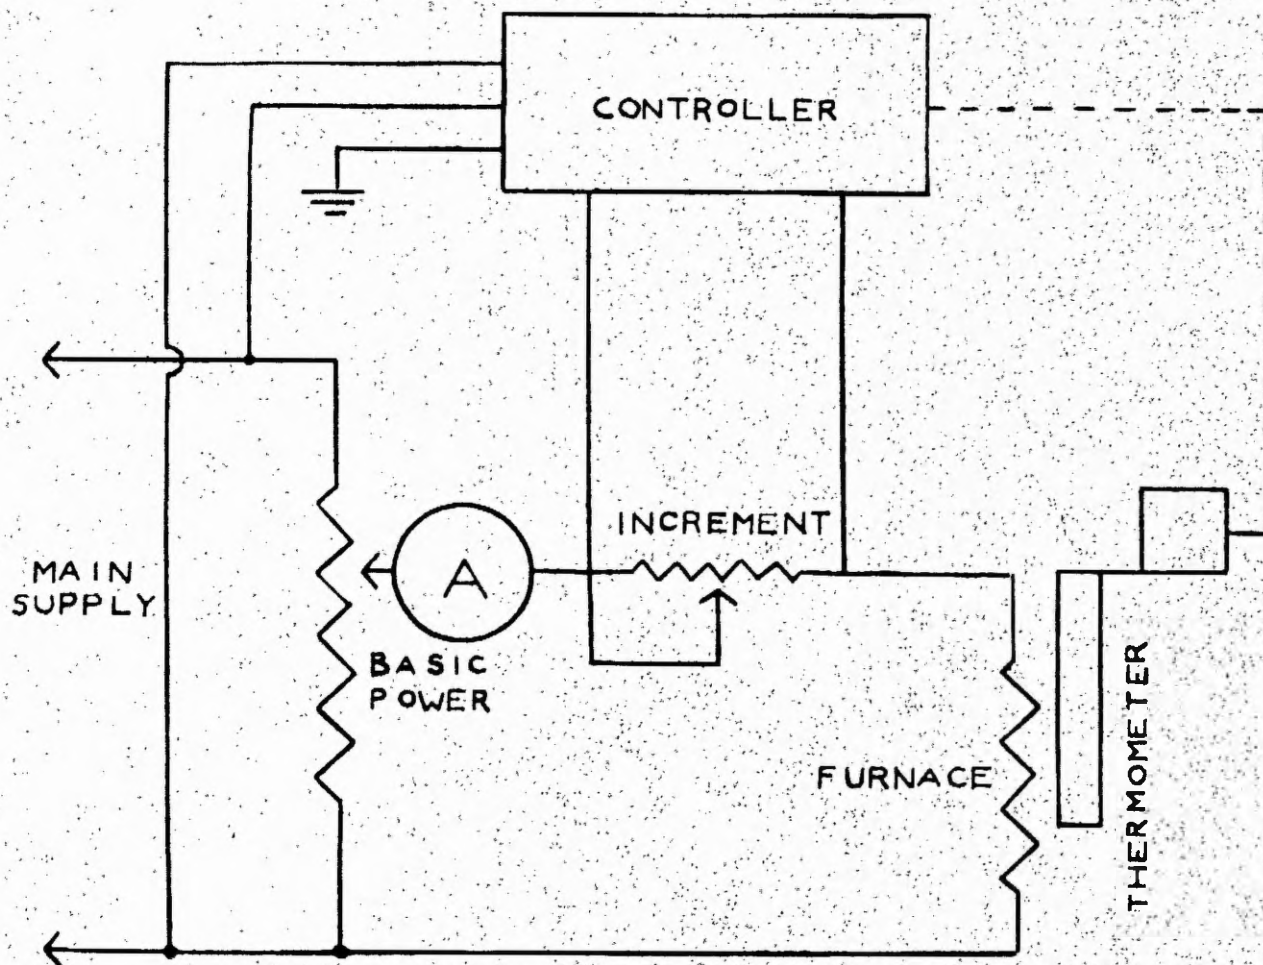 CONTROLLER
INCREMENT
MAIN
SUPPLY
A
BASIC
POWER
FURNACE
THERMOMETER